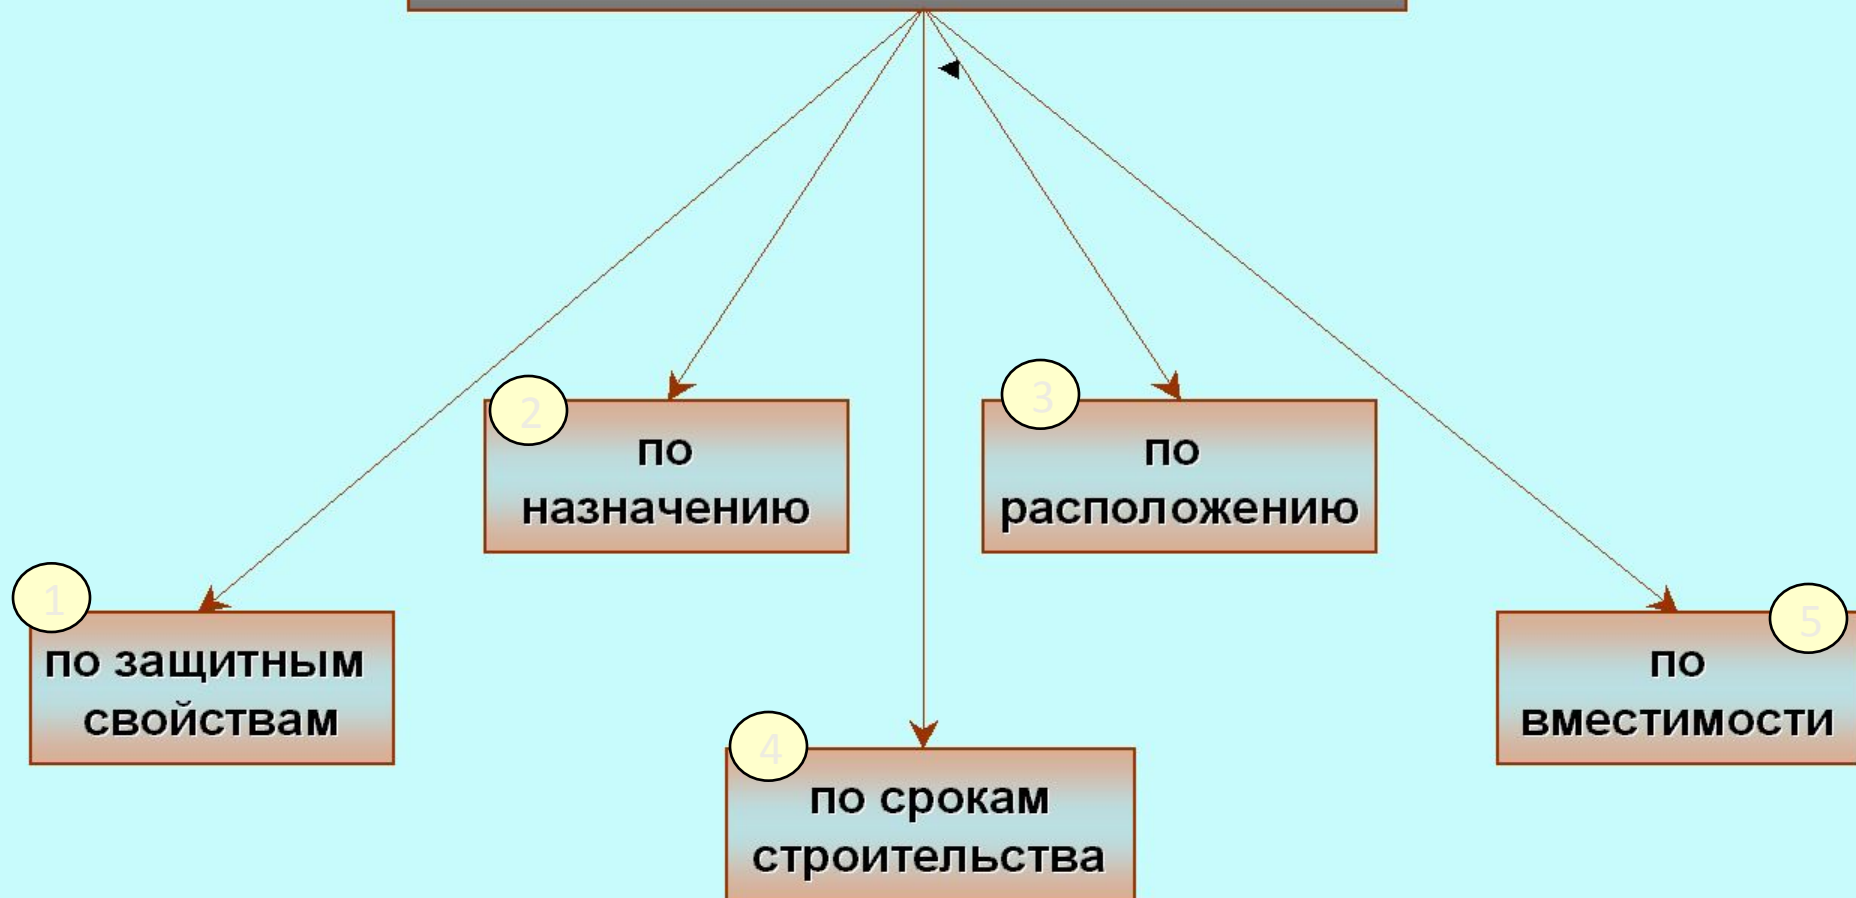 1
по защитным
свойствам
2
по
назначению
3
по
расположению
4
по срокам
строительства
5
по
вместимости